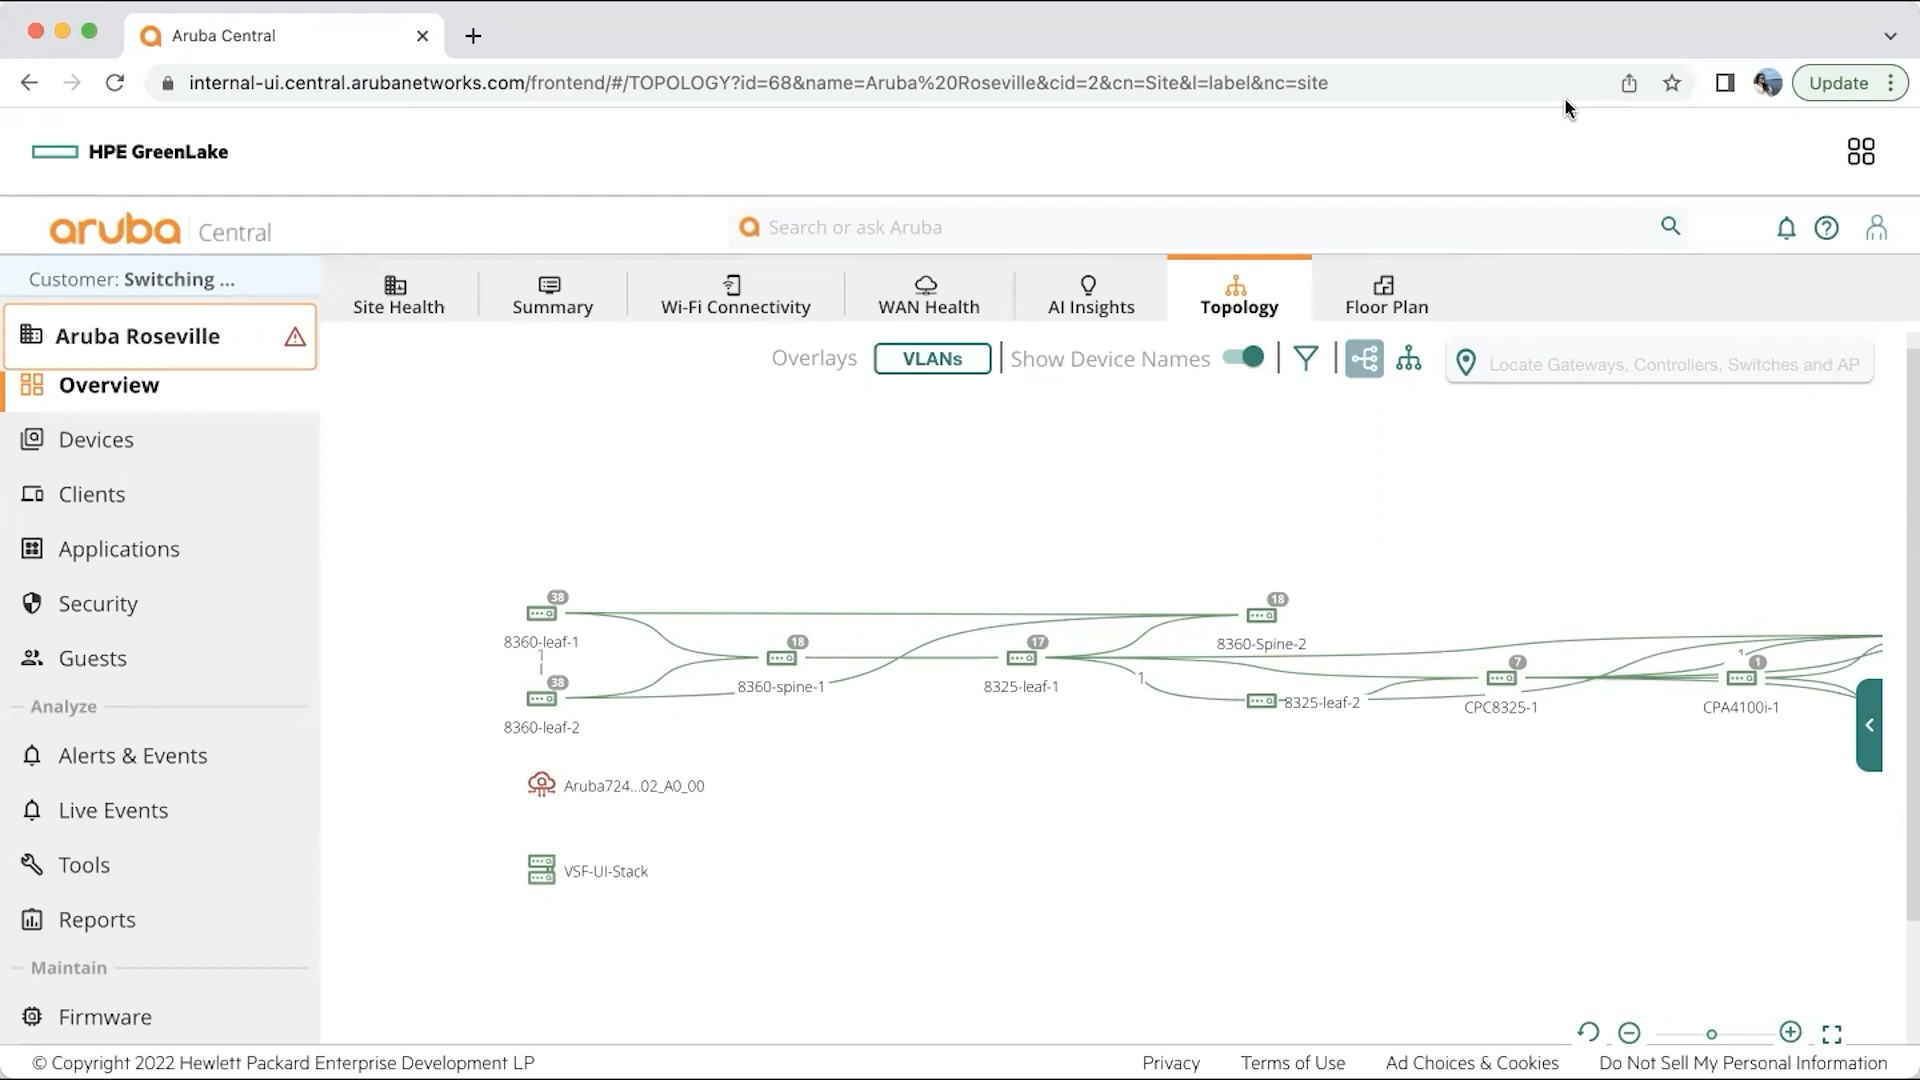 Aruba Central
internal-ui.central.arubanetworks.com/frontend/#/TOPOLOGY?id=68&name=Aruba%20Roseville&cid=2&cn=Site&l=label&nc=site
Update
HPE GreenLake
aruba Central
Search or ask Aruba
Customer: Switching ...
Site Health
Summary
Wi-Fi Connectivity
WAN Health
AI Insights
Topology
Floor Plan
Aruba Roseville
Overlays
VLANs
Show Device Names
Locate Gateways, Controllers, Switches and AP
Overview
Devices
Clients
Applications
Security
Guests
Analyze
Alerts & Events
Live Events
Tools
Reports
Maintain
Firmware
38
8360-leaf-1
1
38
8360-leaf-2
18
8360-spine-1
17
8325-leaf-1
18
8360-Spine-2
1
8325-leaf-2
7
CPC8325-1
1
1
CPA4100i-1
Aruba724...02_A0_00
VSF-UI-Stack
© Copyright 2022 Hewlett Packard Enterprise Development LP
Privacy
Terms of Use
Ad Choices & Cookies
Do Not Sell My Personal Information